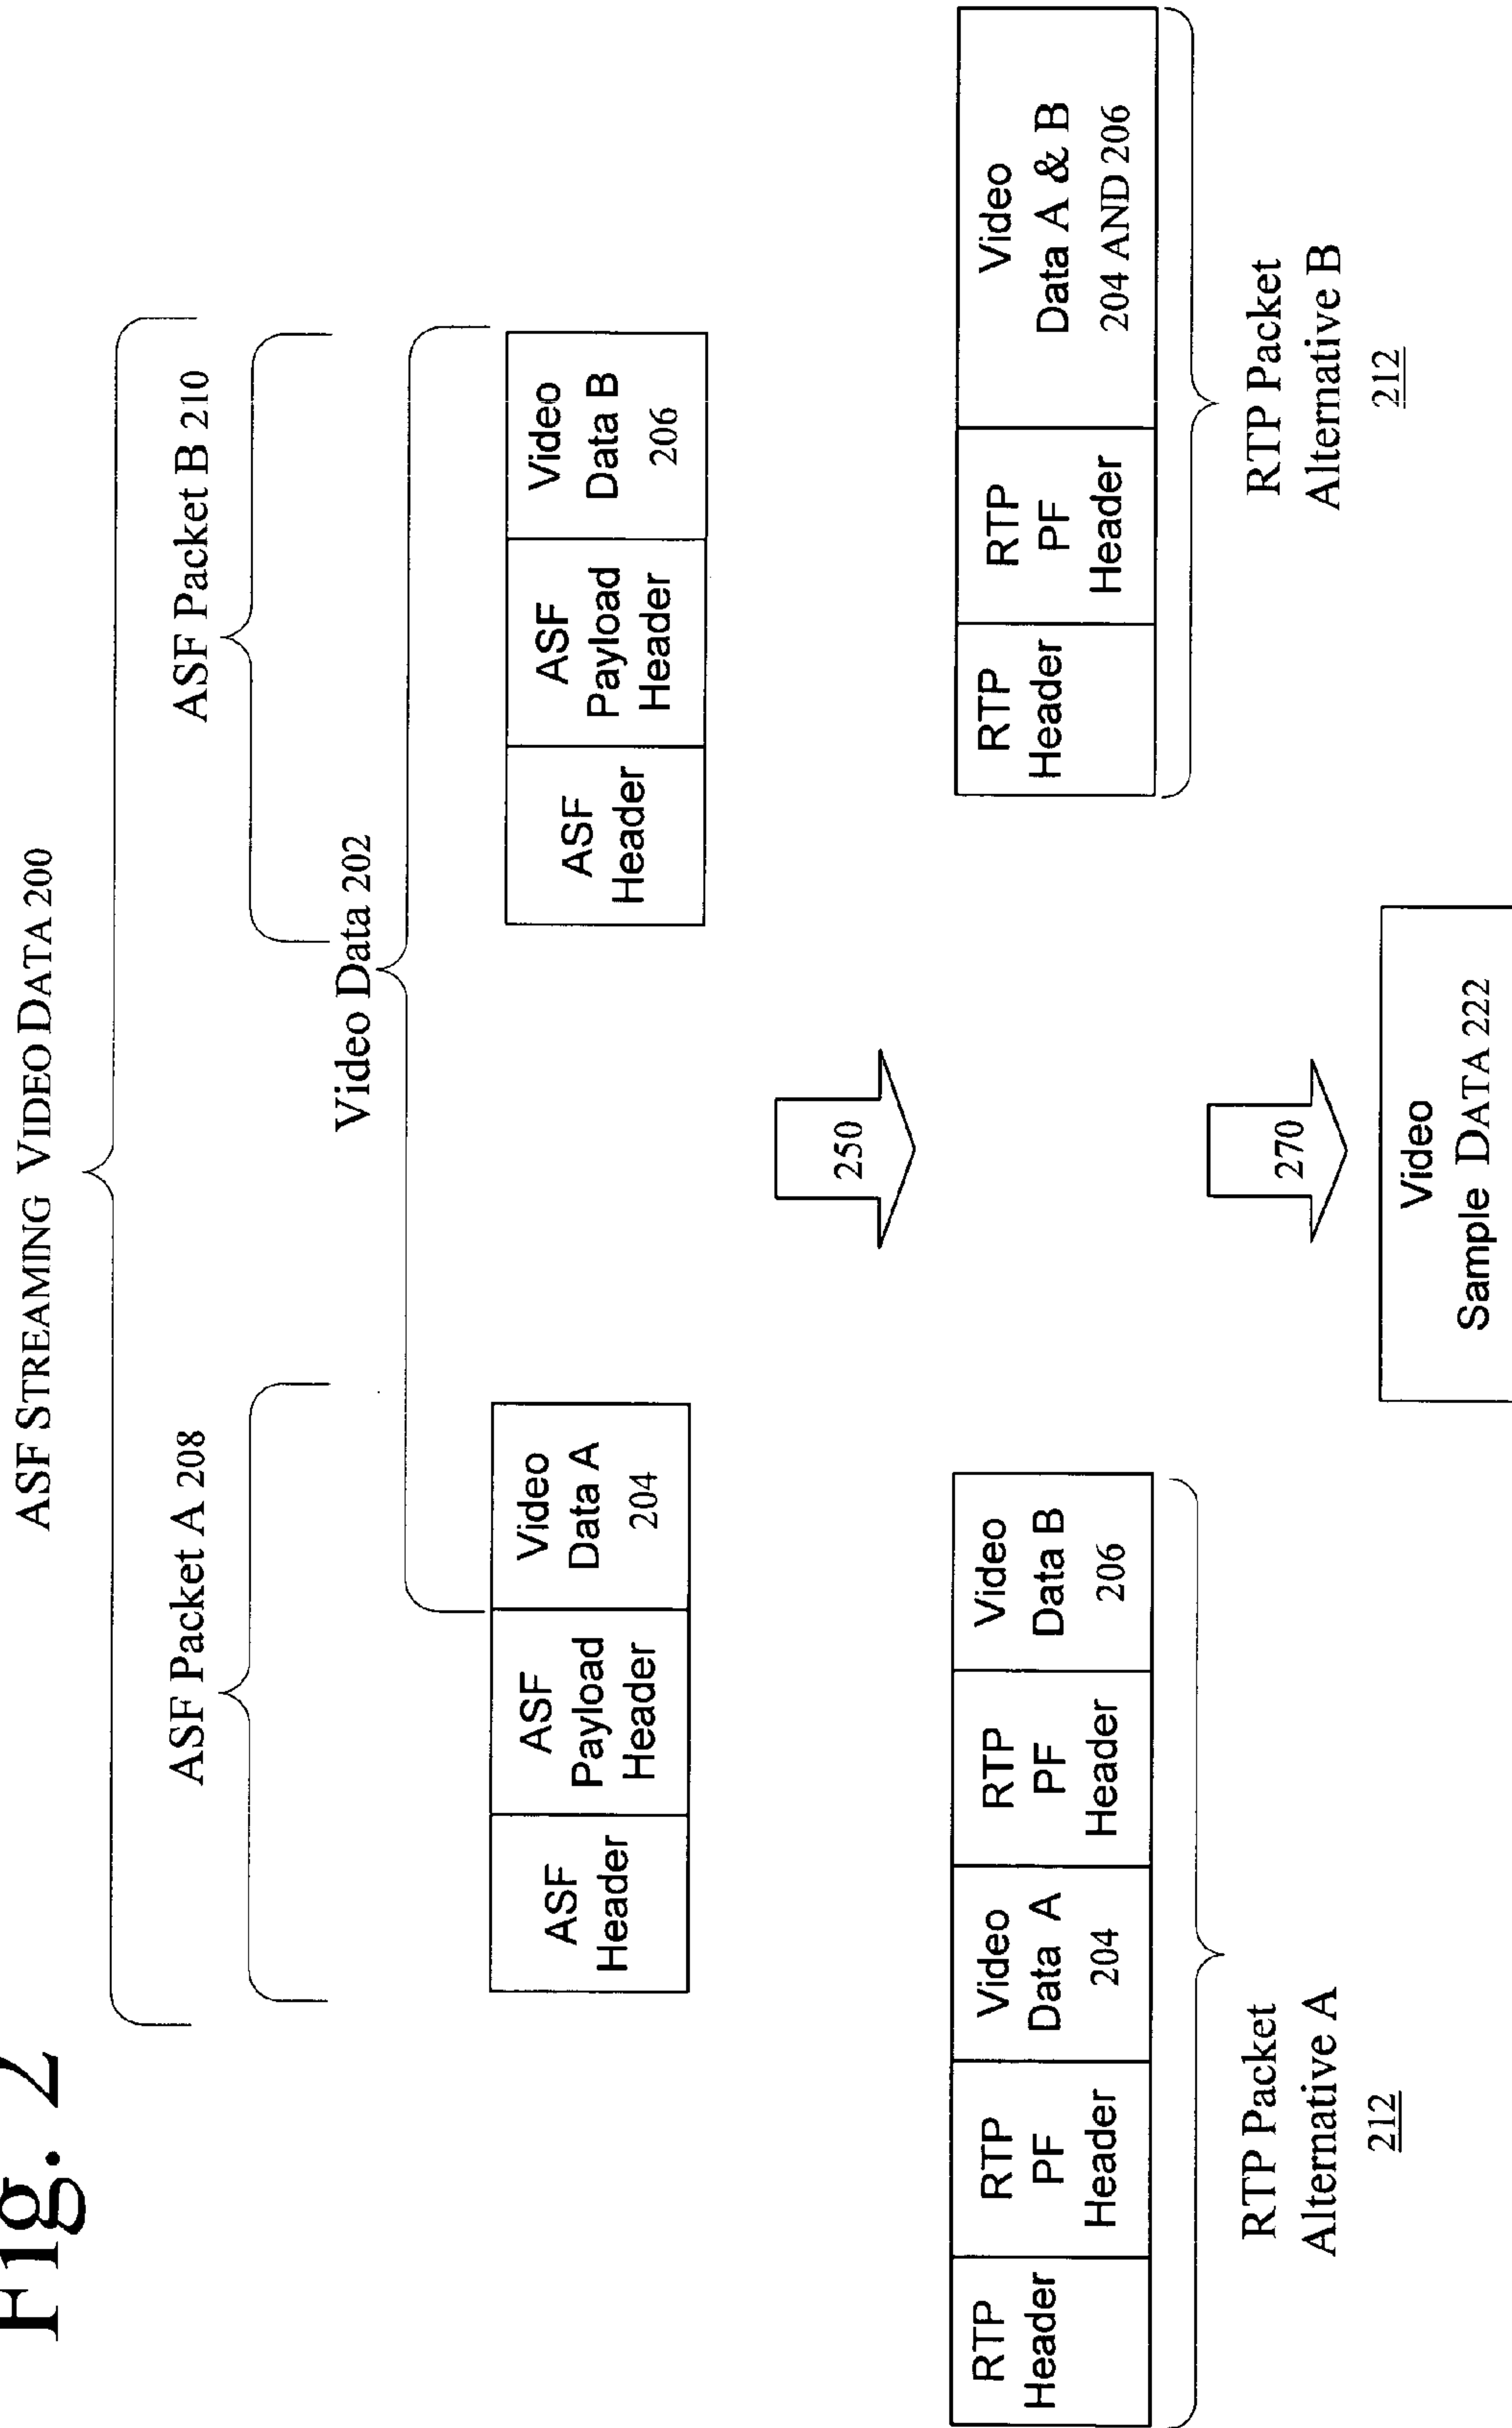 Fig. 2
ASF STREAMING VIDEO DATA 200
ASF Packet A 208
ASF Packet B 210
Video Data 202
ASF
Header
ASF
Payload
Header
Video
Data A
204
ASF
Header
ASF
Payload
Header
Video
Data B
206
250
RTP
Header
RTP
PF
Header
Video
Data A
204
RTP
PF
Header
Video
Data B
206
RTP Packet
Alternative A
212
RTP
Header
RTP
PF
Header
Video
Data A & B
204 AND 206
RTP Packet
Alternative B
212
270
Video
Sample DATA 222